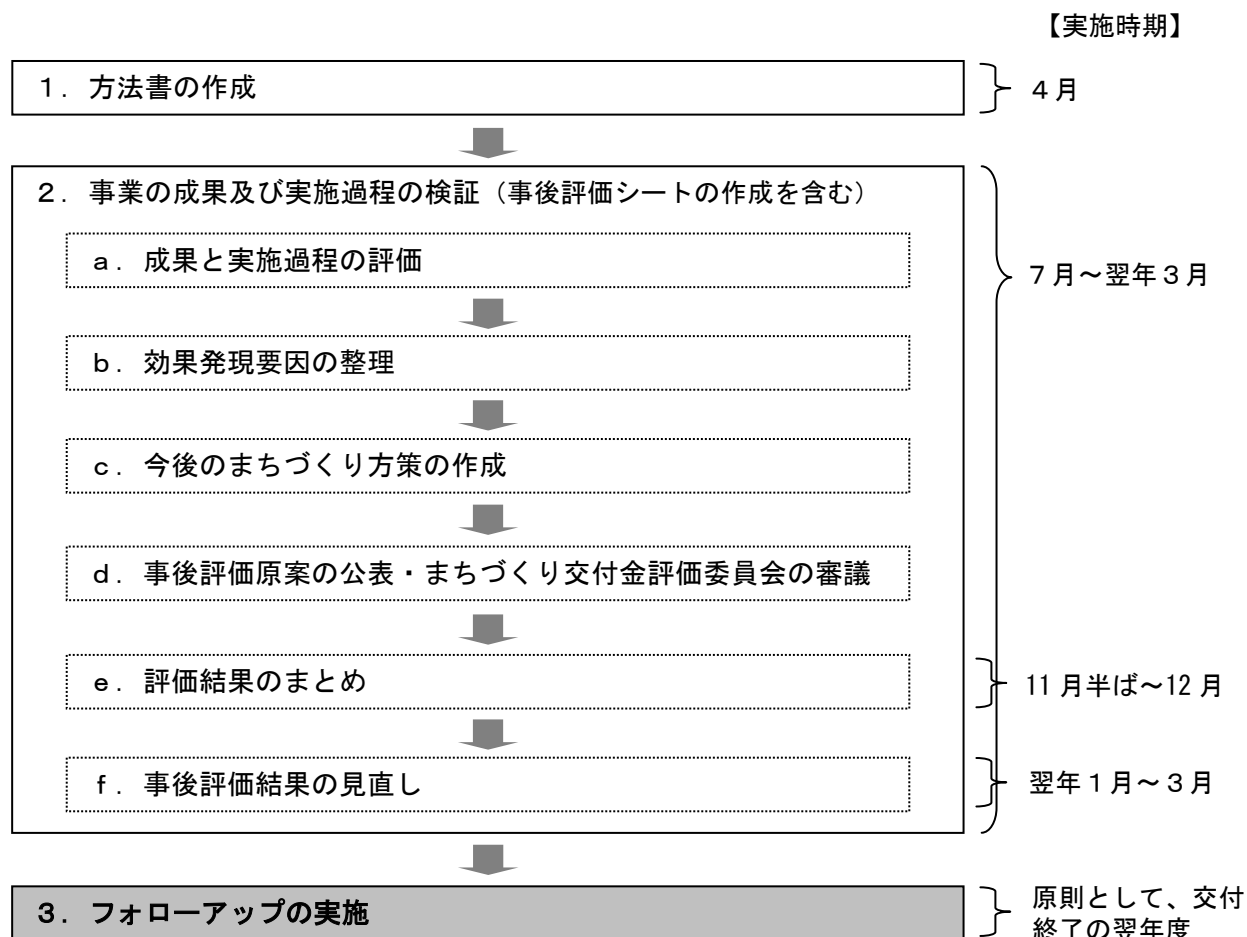 【実施時期】
１．方法書の作成
４月
２．事業の成果及び実施過程の検証（事後評価シートの作成を含む）
７月～翌年３月
ａ．成果と実施過程の評価
ｂ．効果発現要因の整理
ｃ．今後のまちづくり方策の作成
ｄ．事後評価原案の公表・まちづくり交付金評価委員会の審議
ｅ．評価結果のまとめ
11月半ば～12月
ｆ．事後評価結果の見直し
翌年１月～３月
３．フォローアップの実施
原則として、交付
終了の翌年度